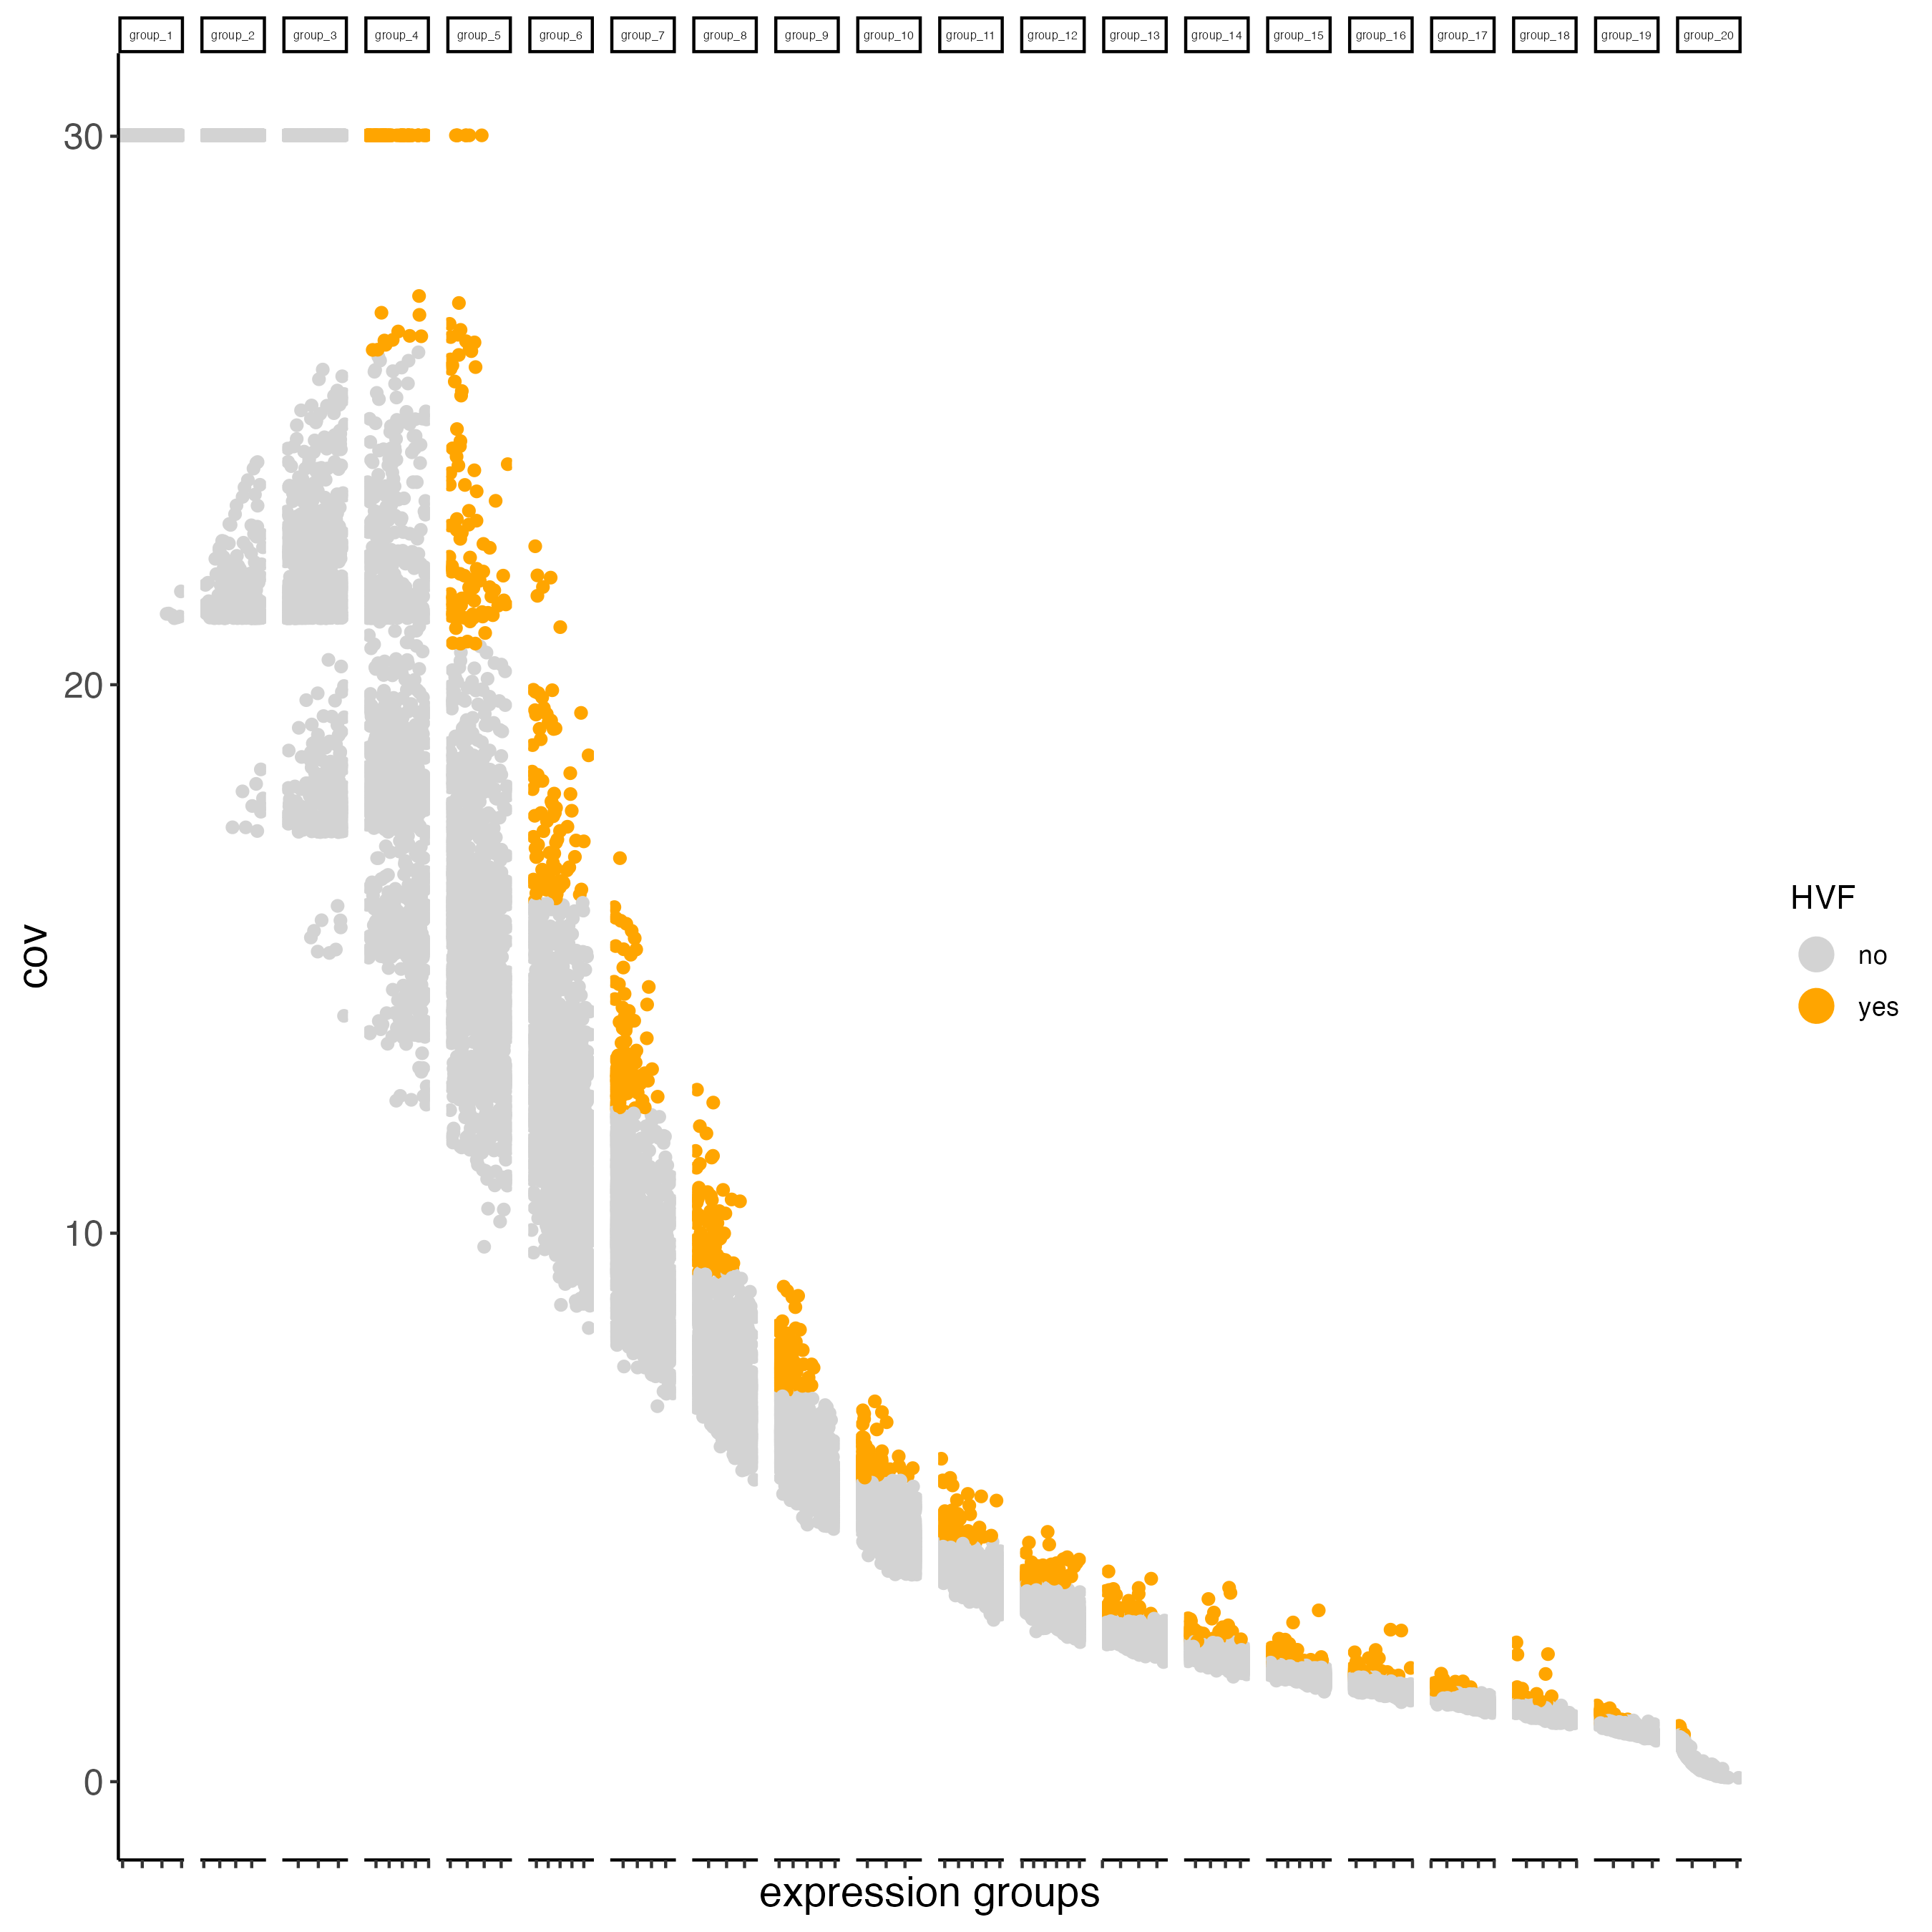 group_1 group_2 group_3 group_4 group_5 group_6 group_7 group_8 group_9 group_10 group_11 group_12 group_13 group_14 group_15 group_16 group_17 group_18 group_19 group_20
30
20
10
0
cov
expression groups
HVF
no
yes